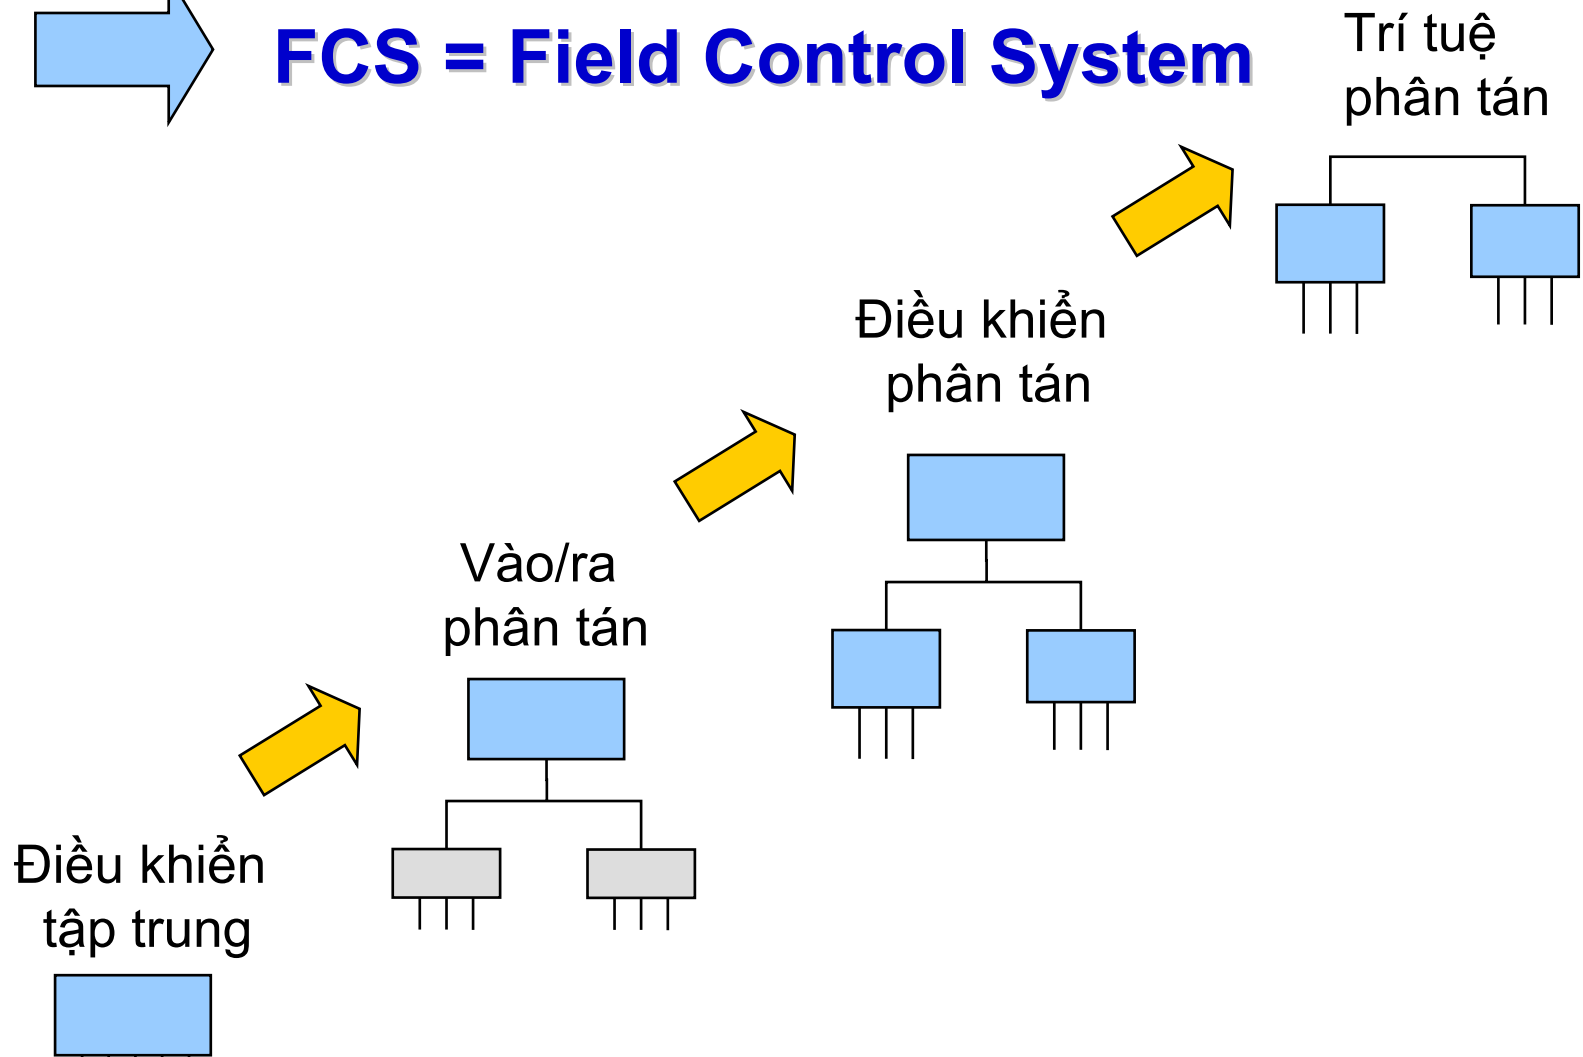 FCS = Field Control System
Trí tuệ
phân tán
Điều khiển
phân tán
Vào/ra
phân tán
Điều khiển
tập trung